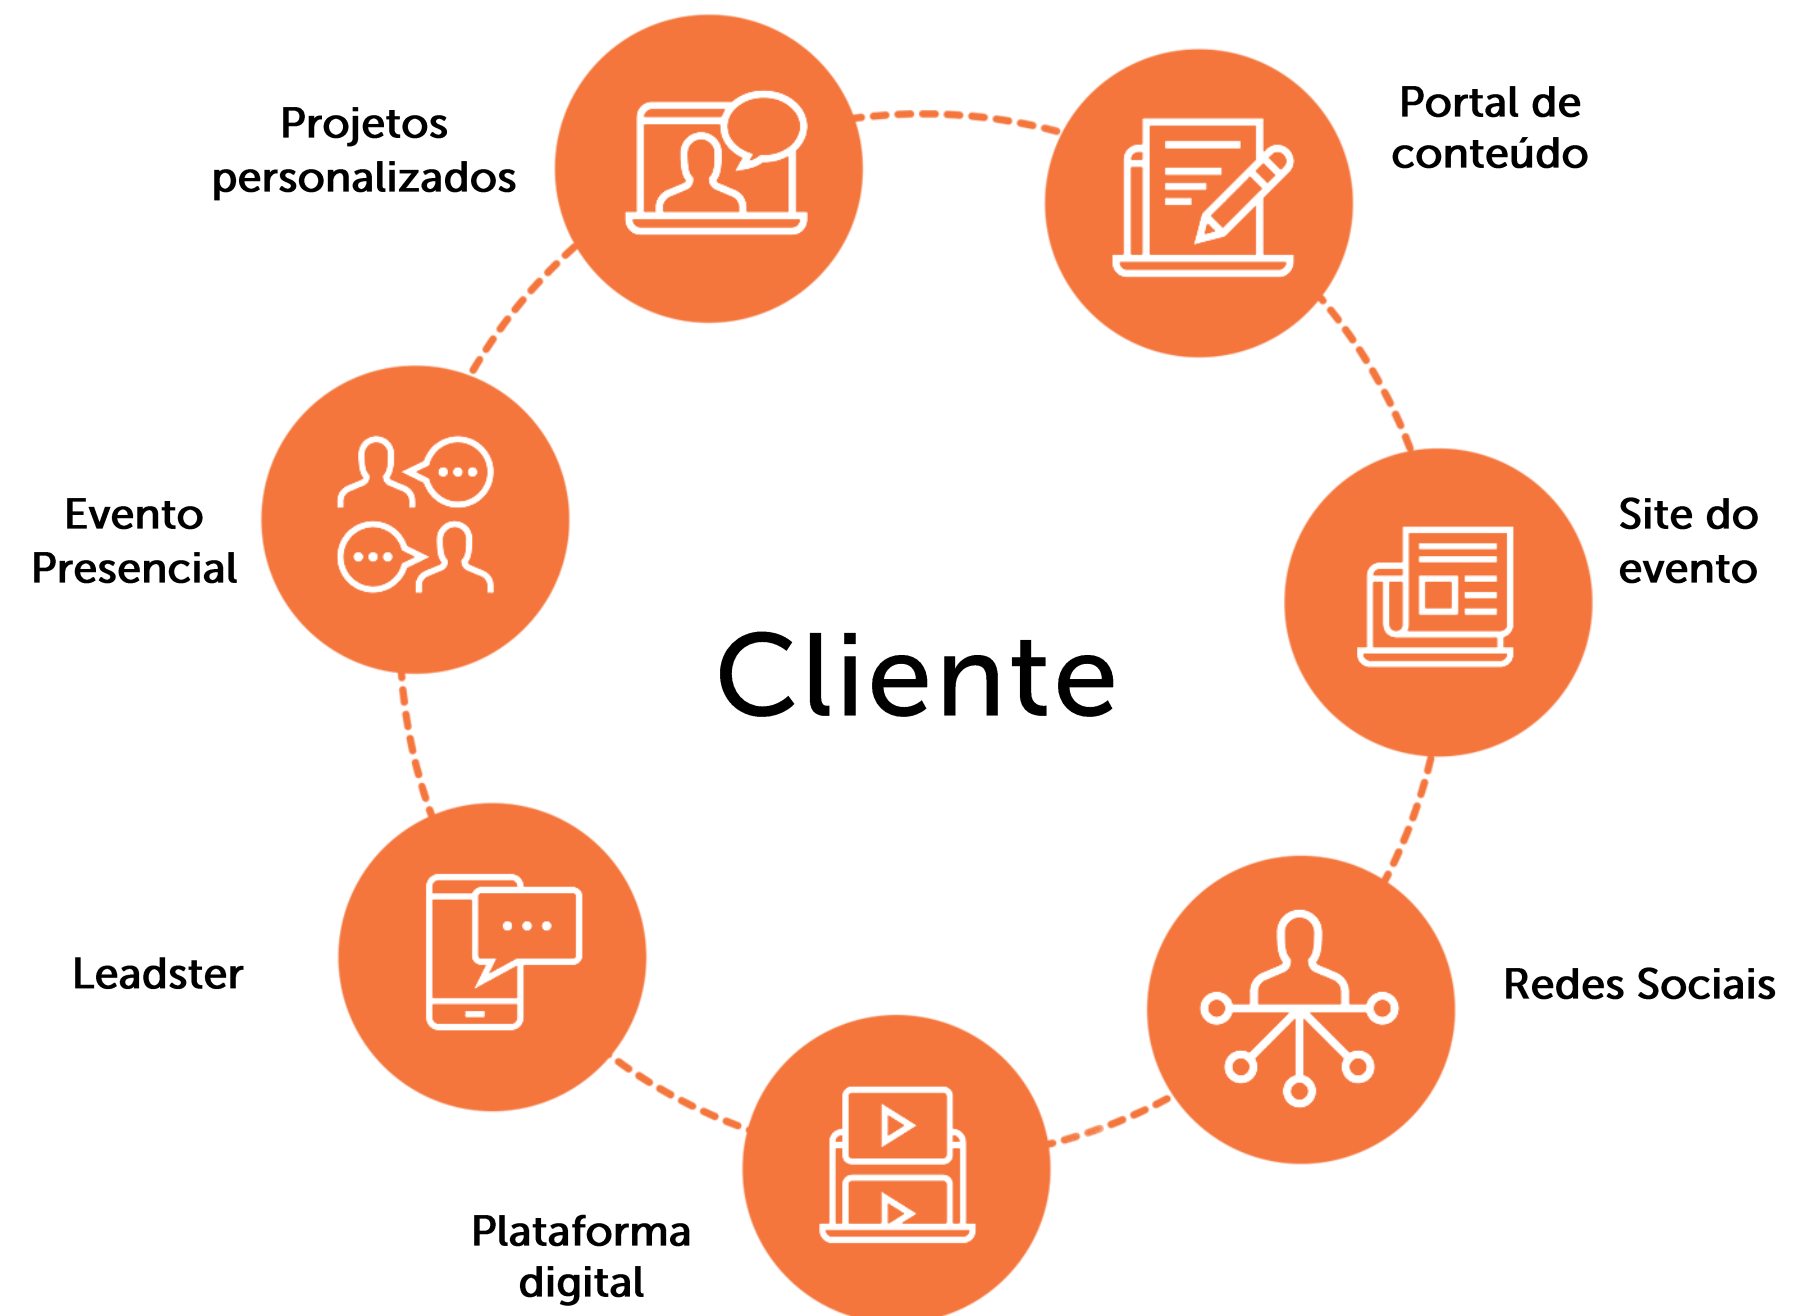 Projetos
personalizados
Portal de
conteúdo
Evento
Presencial
Site do
evento
Cliente
Leadster
Redes Sociais
Plataforma
digital